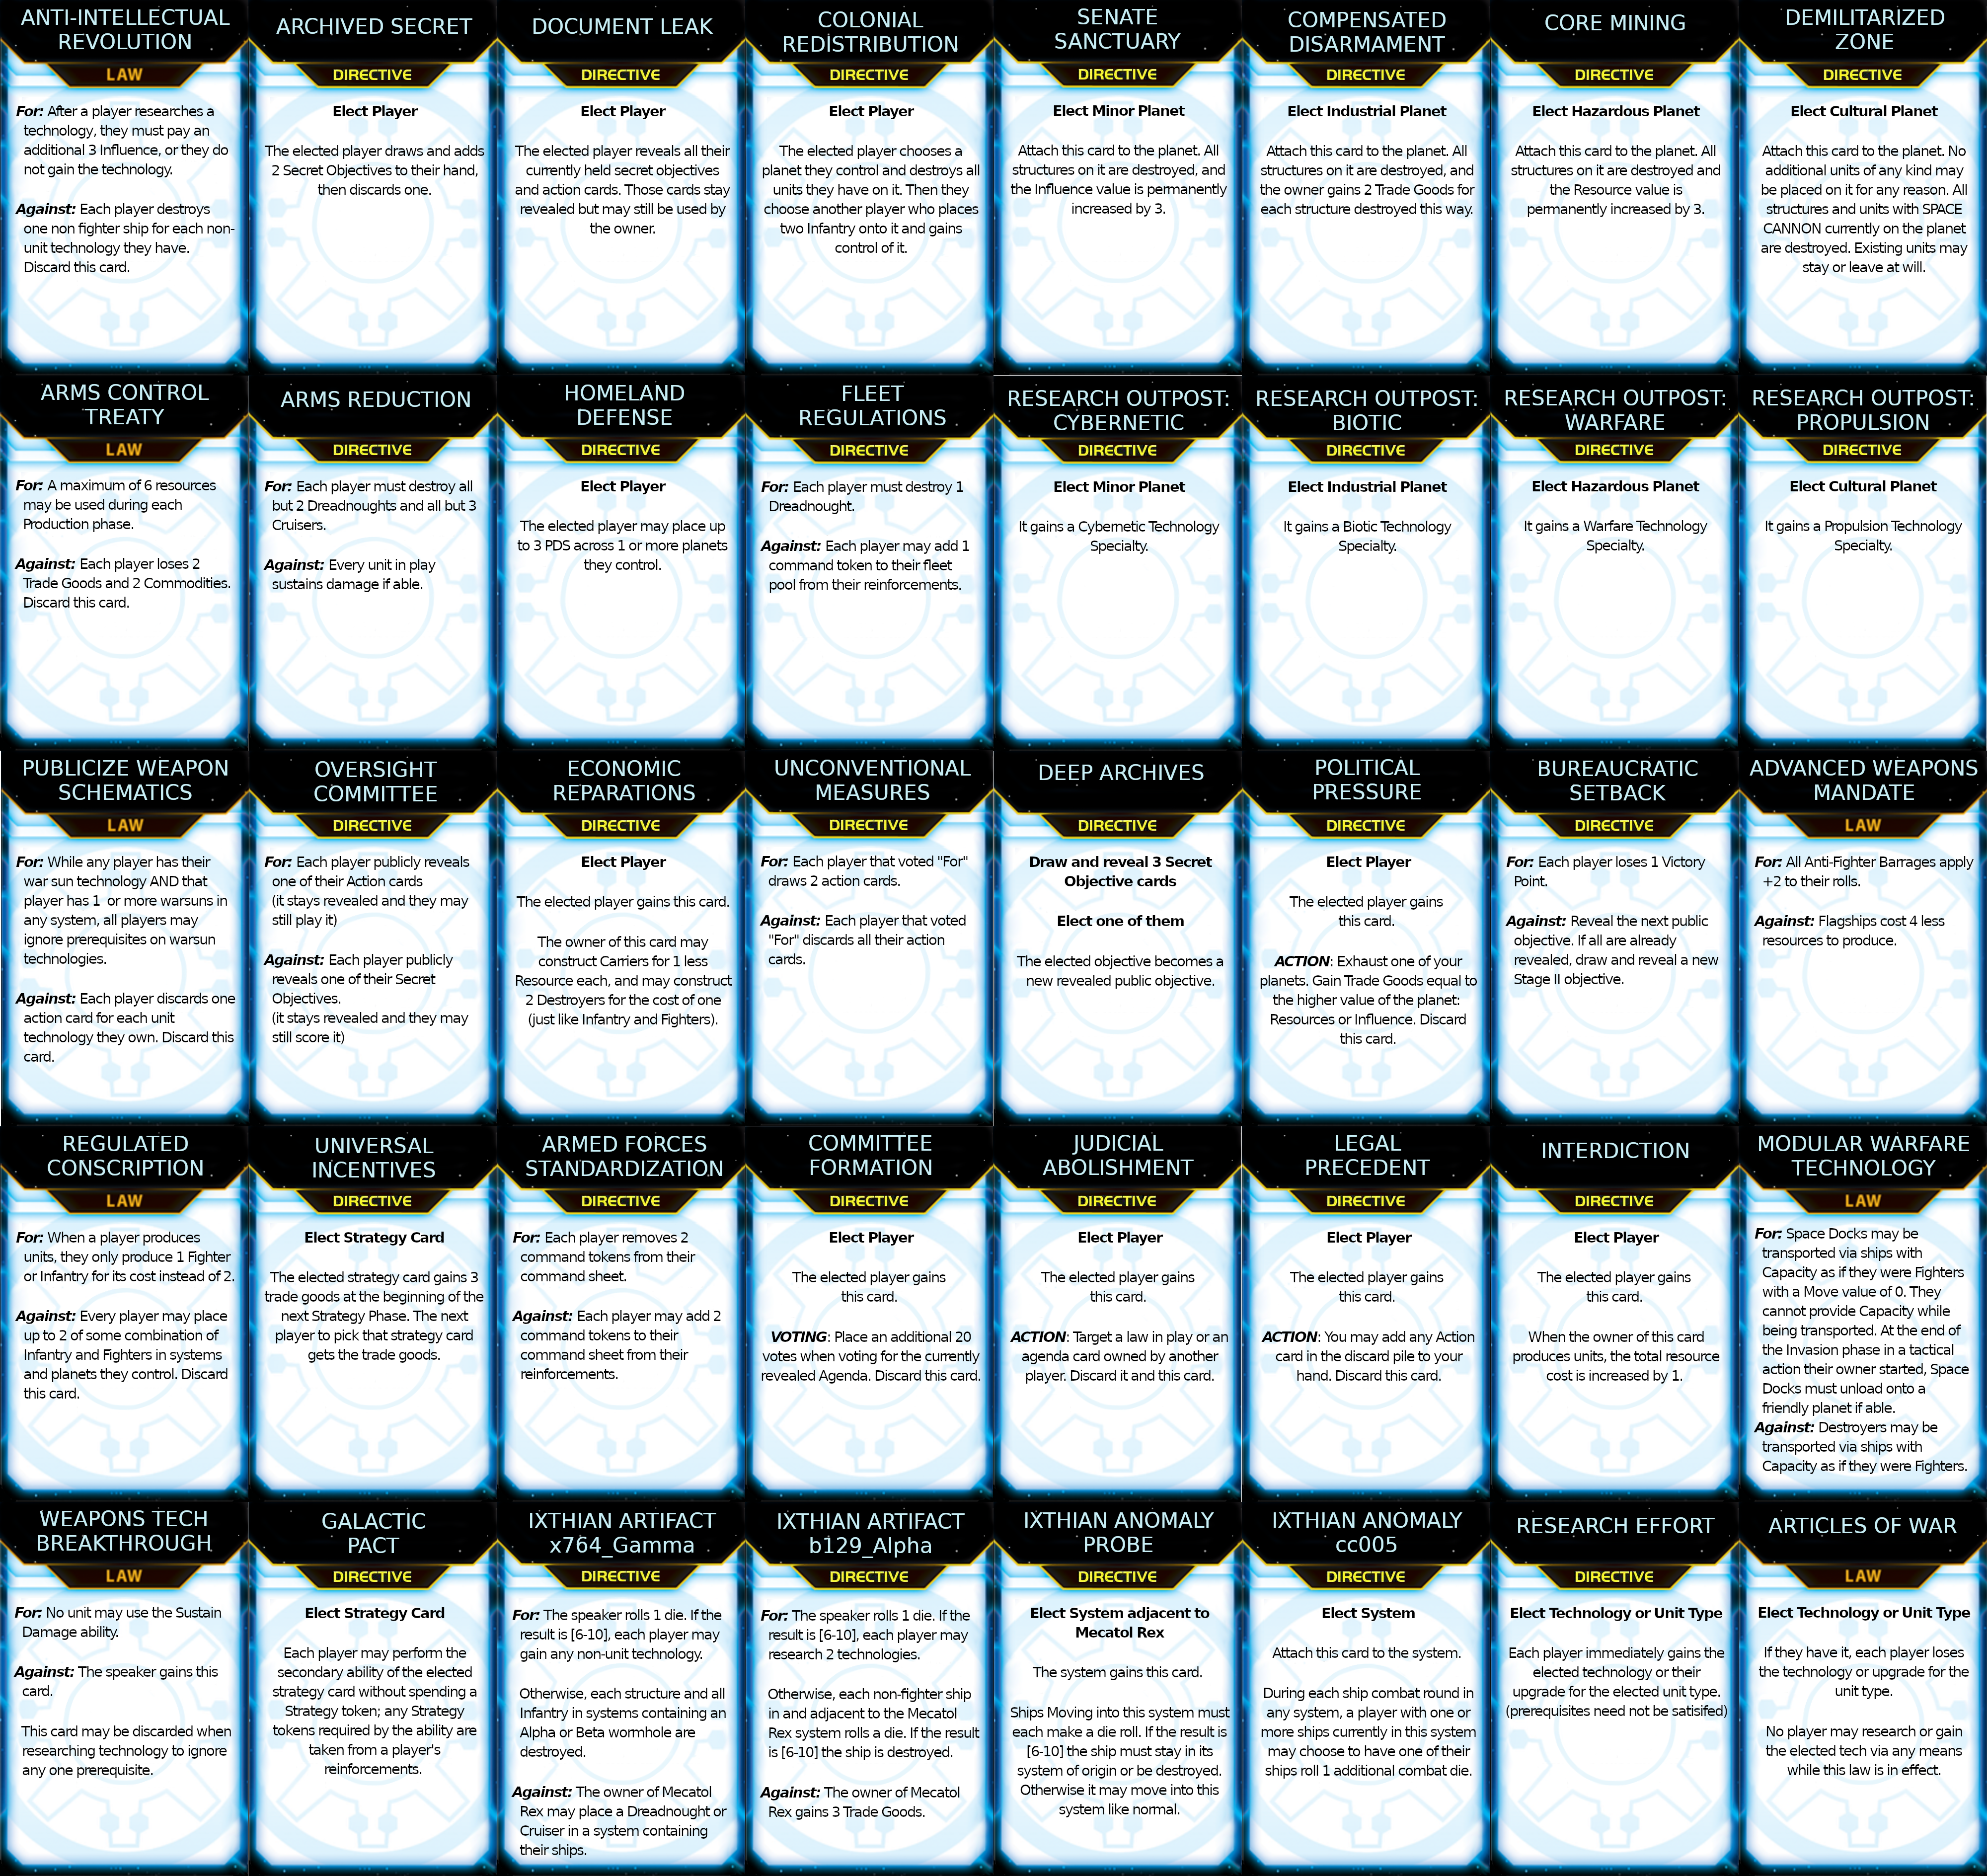 ANTI-INTELLECTUAL
REVOLUTION
LAW
For: After a player researches a
technology, they must pay an
additional 3 Influence, or they do
not gain the technology.
Against: Each player destroys
one non fighter ship for each non-
unit technology they have.
Discard this card.
ARCHIVED SECRET
DIRECTIVE
Elect Player
The elected player draws and adds
2 Secret Objectives to their hand,
then discards one.
DOCUMENT LEAK
DIRECTIVE
Elect Player
The elected player reveals all their
currently held secret objectives
and action cards. Those cards stay
revealed but may still be used by
the owner.
COLONIAL
REDISTRIBUTION
DIRECTIVE
Elect Player
The elected player chooses a
planet they control and destroys all
units they have on it. Then they
choose another player who places
two Infantry onto it and gains
control of it.
SENATE
SANCTUARY
DIRECTIVE
Elect Minor Planet
Attach this card to the planet. All
structures on it are destroyed, and
the Influence value is permanently
increased by 3.
COMPENSATED
DISARMAMENT
DIRECTIVE
Elect Industrial Planet
Attach this card to the planet. All
structures on it are destroyed, and
the owner gains 2 Trade Goods for
each structure destroyed this way.
CORE MINING
DIRECTIVE
Elect Hazardous Planet
Attach this card to the planet. All
structures on it are destroyed and
the Resource value is
permanently increased by 3.
DEMILITARIZED
ZONE
DIRECTIVE
Elect Cultural Planet
Attach this card to the planet. No
additional units of any kind may
be placed on it for any reason. All
structures and units with SPACE
CANNON currently on the planet
are destroyed. Existing units may
stay or leave at will.
ARMS CONTROL
TREATY
LAW
For: A maximum of 6 resources
may be used during each
Production phase.
Against: Each player loses 2
Trade Goods and 2 Commodities.
Discard this card.
ARMS REDUCTION
DIRECTIVE
For: Each player must destroy all
but 2 Dreadnoughts and all but 3
Cruisers.
Against: Every unit in play
sustains damage if able.
HOMELAND
DEFENSE
DIRECTIVE
Elect Player
The elected player may place up
to 3 PDS across 1 or more planets
they control.
FLEET
REGULATIONS
DIRECTIVE
For: Each player must destroy 1
Dreadnought.
Against: Each player may add 1
command token to their fleet
pool from their reinforcements.
RESEARCH OUTPOST:
CYBERNETIC
DIRECTIVE
Elect Minor Planet
It gains a Cybernetic Technology
Specialty.
RESEARCH OUTPOST:
BIOTIC
DIRECTIVE
Elect Industrial Planet
It gains a Biotic Technology
Specialty.
RESEARCH OUTPOST:
WARFARE
DIRECTIVE
Elect Hazardous Planet
It gains a Warfare Technology
Specialty.
RESEARCH OUTPOST:
PROPULSION
DIRECTIVE
Elect Cultural Planet
It gains a Propulsion Technology
Specialty.
PUBLICIZE WEAPON
SCHEMATICS
LAW
For: While any player has their
war sun technology AND that
player has 1 or more warsuns in
any system, all players may
ignore prerequisites on warsun
technologies.
Against: Each player discards one
action card for each unit
technology they own. Discard this
card.
OVERSIGHT
COMMITTEE
DIRECTIVE
For: Each player publicly reveals
one of their Action cards
(it stays revealed and they may
still play it)
Against: Each player publicly
reveals one of their Secret
Objectives.
(it stays revealed and they may
still score it)
ECONOMIC
REPARATIONS
DIRECTIVE
Elect Player
The elected player gains this card.
The owner of this card may
construct Carriers for 1 less
Resource each, and may construct
2 Destroyers for the cost of one
(just like Infantry and Fighters).
UNCONVENTIONAL
MEASURES
DIRECTIVE
For: Each player that voted "For"
draws 2 action cards.
Against: Each player that voted
"For" discards all their action
cards.
DEEP ARCHIVES
DIRECTIVE
Draw and reveal 3 Secret
Objective cards
Elect one of them
The elected objective becomes a
new revealed public objective.
POLITICAL
PRESSURE
DIRECTIVE
Elect Player
The elected player gains
this card.
ACTION: Exhaust one of your
planets. Gain Trade Goods equal to
the higher value of the planet:
Resources or Influence. Discard
this card.
BUREAUCRATIC
SETBACK
DIRECTIVE
For: Each player loses 1 Victory
Point.
Against: Reveal the next public
objective. If all are already
revealed, draw and reveal a new
Stage II objective.
ADVANCED WEAPONS
MANDATE
LAW
For: All Anti-Fighter Barrages apply
+2 to their rolls.
Against: Flagships cost 4 less
resources to produce.
REGULATED
CONSCRIPTION
LAW
For: When a player produces
units, they only produce 1 Fighter
or Infantry for its cost instead of 2.
Against: Every player may place
up to 2 of some combination of
Infantry and Fighters in systems
and planets they control. Discard
this card.
UNIVERSAL
INCENTIVES
DIRECTIVE
Elect Strategy Card
The elected strategy card gains 3
trade goods at the beginning of the
next Strategy Phase. The next
player to pick that strategy card
gets the trade goods.
ARMED FORCES
STANDARDIZATION
DIRECTIVE
For: Each player removes 2
command tokens from their
command sheet.
Against: Each player may add 2
command tokens to their
command sheet from their
reinforcements.
COMMITTEE
FORMATION
DIRECTIVE
Elect Player
The elected player gains
this card.
VOTING: Place an additional 20
votes when voting for the currently
revealed Agenda. Discard this card.
JUDICIAL
ABOLISHMENT
DIRECTIVE
Elect Player
The elected player gains
this card.
ACTION: Target a law in play or an
agenda card owned by another
player. Discard it and this card.
LEGAL
PRECEDENT
DIRECTIVE
Elect Player
The elected player gains
this card.
ACTION: You may add any Action
card in the discard pile to your
hand. Discard this card.
INTERDICTION
DIRECTIVE
Elect Player
The elected player gains
this card.
When the owner of this card
produces units, the total resource
cost is increased by 1.
MODULAR WARFARE
TECHNOLOGY
LAW
For: Space Docks may be
transported via ships with
Capacity as if they were Fighters
with a Move value of 0. They
cannot provide Capacity while
being transported. At the end of
the Invasion phase in a tactical
action their owner started, Space
Docks must unload onto a
friendly planet if able.
Against: Destroyers may be
transported via ships with
Capacity as if they were Fighters.
WEAPONS TECH
BREAKTHROUGH
LAW
For: No unit may use the Sustain
Damage ability.
Against: The speaker gains this
card.
This card may be discarded when
researching technology to ignore
any one prerequisite.
GALACTIC
PACT
DIRECTIVE
Elect Strategy Card
Each player may perform the
secondary ability of the elected
strategy card without spending a
Strategy token; any Strategy
tokens required by the ability are
taken from a player's
reinforcements.
IXTHIAN ARTIFACT
x764_Gamma
DIRECTIVE
For: The speaker rolls 1 die. If the
result is [6-10], each player may
gain any non-unit technology.
Otherwise, each structure and all
Infantry in systems containing an
Alpha or Beta wormhole are
destroyed.
Against: The owner of Mecatol
Rex may place a Dreadnought or
Cruiser in a system containing
their ships.
IXTHIAN ARTIFACT
b129_Alpha
DIRECTIVE
For: The speaker rolls 1 die. If the
result is [6-10], each player may
research 2 technologies.
Otherwise, each non-fighter ship
in and adjacent to the Mecatol
Rex system rolls a die. If the result
is [6-10] the ship is destroyed.
Against: The owner of Mecatol
Rex gains 3 Trade Goods.
IXTHIAN ANOMALY
PROBE
DIRECTIVE
Elect System adjacent to
Mecatol Rex
The system gains this card.
Ships Moving into this system must
each make a die roll. If the result is
[6-10] the ship must stay in its
system of origin or be destroyed.
Otherwise it may move into this
system like normal.
IXTHIAN ANOMALY
cc005
DIRECTIVE
Elect System
Attach this card to the system.
During each ship combat round in
any system, a player with one or
more ships currently in this system
may choose to have one of their
ships roll 1 additional combat die.
RESEARCH EFFORT
DIRECTIVE
Elect Technology or Unit Type
Each player immediately gains the
elected technology or their
upgrade for the elected unit type.
(prerequisites need not be satisifed)
ARTICLES OF WAR
LAW
Elect Technology or Unit Type
If they have it, each player loses
the technology or upgrade for the
unit type.
No player may research or gain
the elected tech via any means
while this law is in effect.